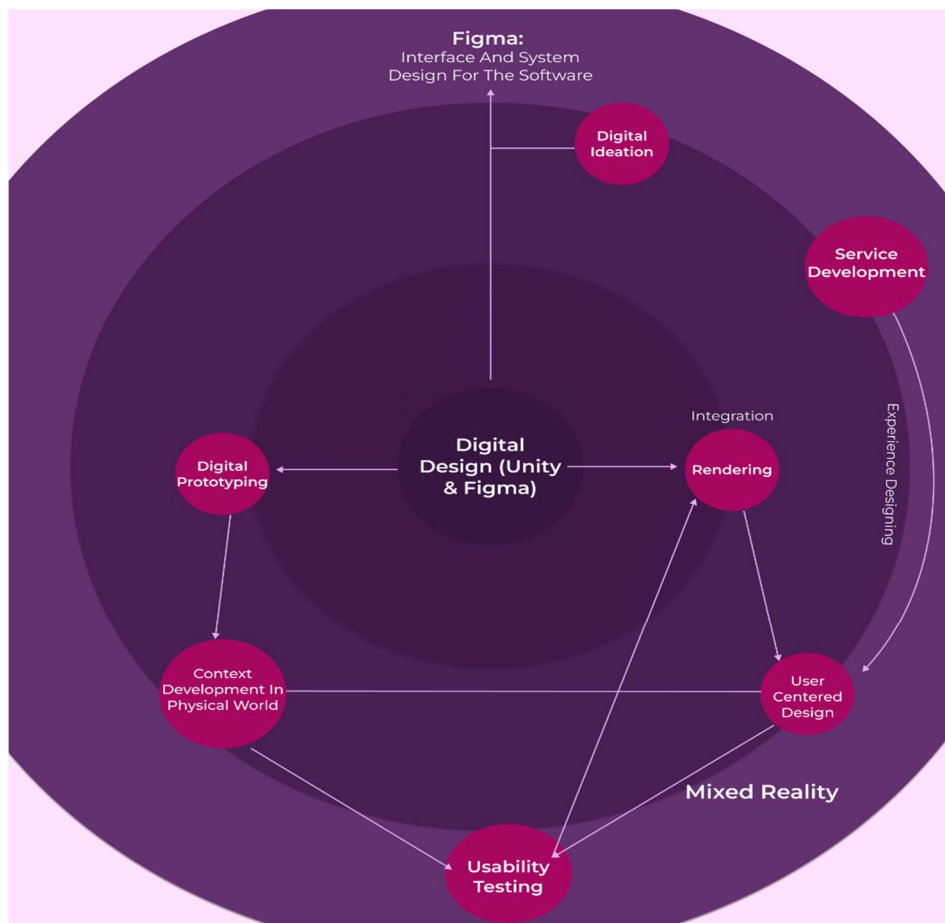 Figma:
Interface And System
Design For The Software
Digital
Ideation
Service
Development
Experience Designing
Integration
Digital
Prototyping
Digital
Design (Unity
& Figma)
Rendering
Context
Development In
Physical World
User
Centered
Design
Mixed Reality
Usability
Testing